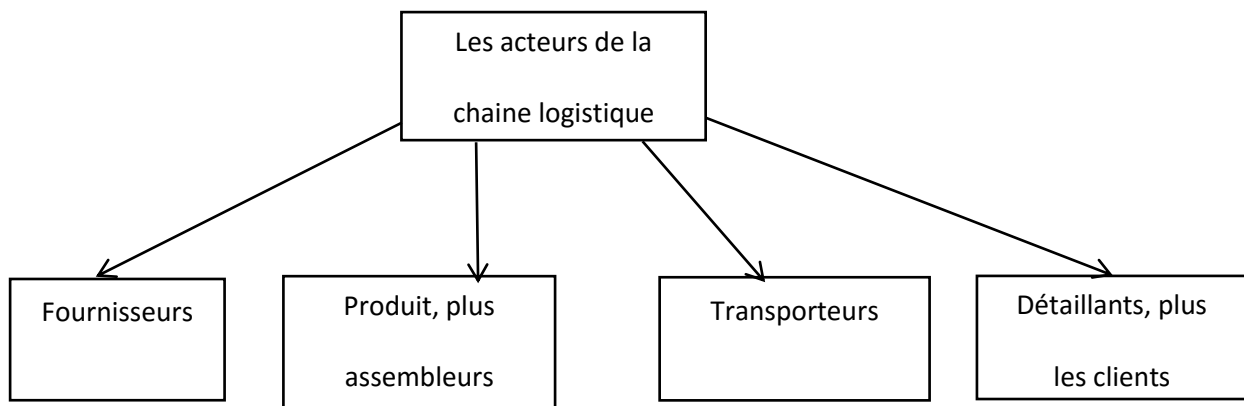 Les acteurs de la
chaine logistique
Fournisseurs
Produit, plus
assembleurs
Transporteurs
Détaillants, plus
les clients